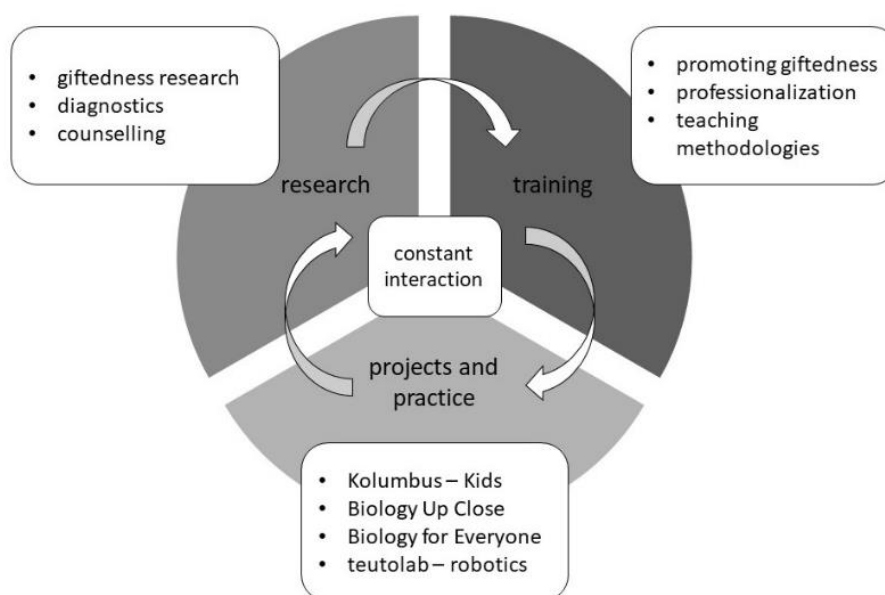 • giftedness research
• diagnostics
• counselling
• promoting giftedness
• professionalization
• teaching
methodologies
research
training
constant
interaction
projects and
practice
• Kolumbus – Kids
• Biology Up Close
• Biology for Everyone
• teutolab – robotics